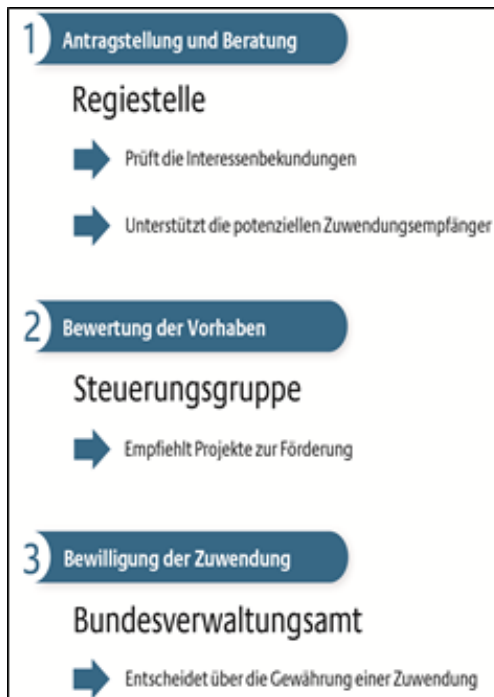 1 Antragstellung und Beratung
Regiestelle
Prüft die Interessenbekundungen
Unterstützt die potenziellen Zuwendungsempfänger
2 Bewertung der Vorhaben
Steuerungsgruppe
Empfiehlt Projekte zur Förderung
3 Bewilligung der Zuwendung
Bundesverwaltungsamt
Entscheidet über die Gewährung einer Zuwendung